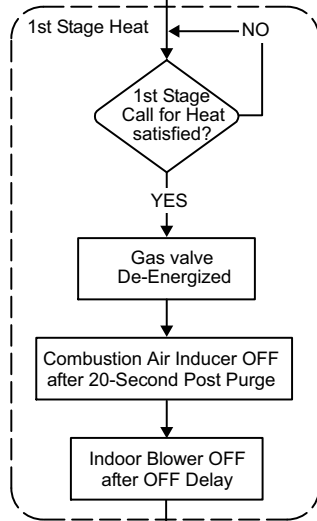 1st Stage Heat
NO
1st Stage
Call for Heat
satisfied?
YES
Gas valve
De-Energized
Combustion Air Inducer OFF
after 20-Second Post Purge
Indoor Blower OFF
after OFF Delay